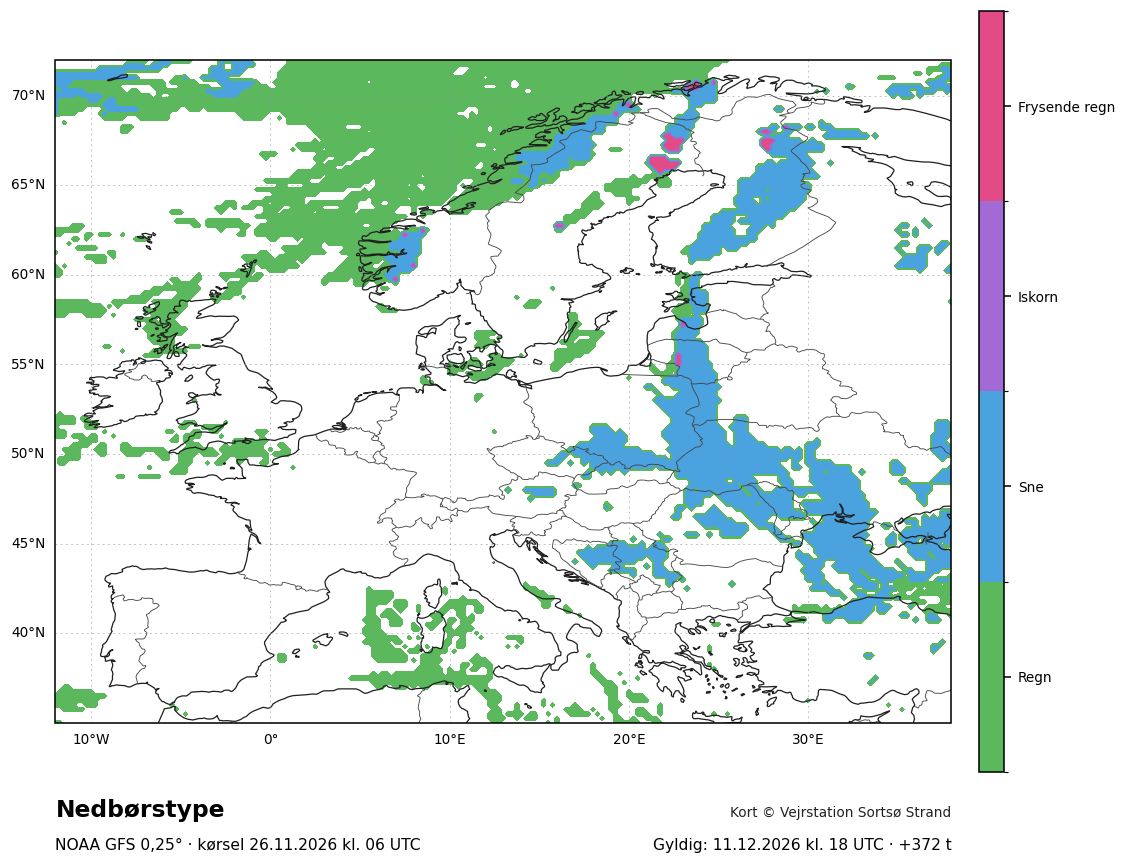 Frysende regn
Iskorn
Sne
Regn
70°N
65°N
60°N
55°N
50°N
45°N
40°N
10°W
0°
10°E
20°E
30°E
Nedbørstype
Kort © Vejrstation Sortsø Strand
NOAA GFS 0,25° · kørsel 26.11.2026 kl. 06 UTC
Gyldig: 11.12.2026 kl. 18 UTC · +372 t